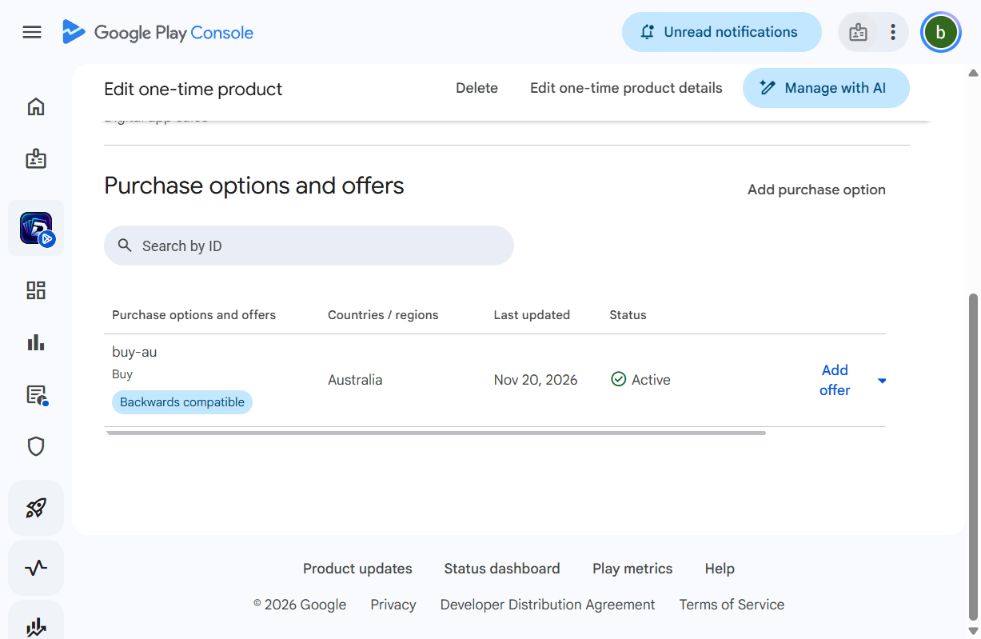 Google Play Console
Unread notifications
b
Edit one-time product
Delete
Edit one-time product details
Manage with AI
Digital app sales
Purchase options and offers
Add purchase option
Search by ID
Purchase options and offers
Countries / regions
Last updated
Status
buy-au
Buy
Backwards compatible
Australia
Nov 20, 2026
Active
Add
offer
Product updates
Status dashboard
Play metrics
Help
© 2026 Google
Privacy
Developer Distribution Agreement
Terms of Service